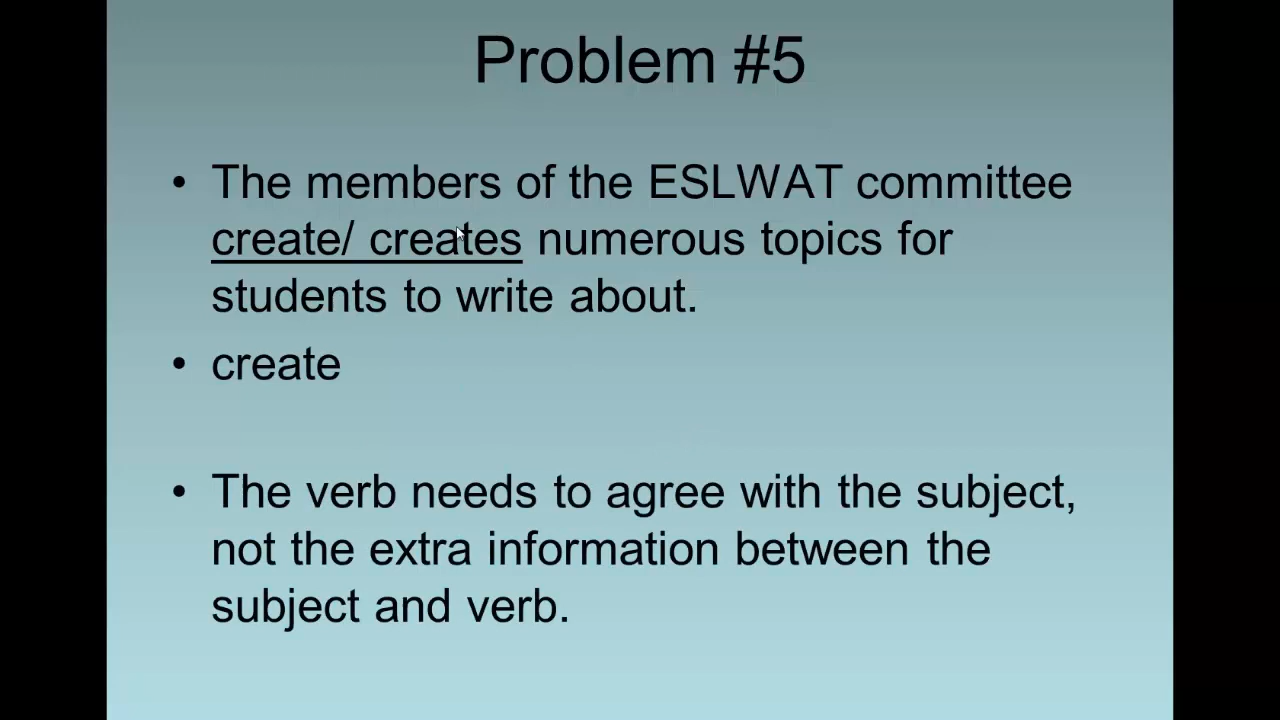 Problem #5
• The members of the ESLWAT committee
create/ creates numerous topics for
students to write about.
• create
• The verb needs to agree with the subject,
not the extra information between the
subject and verb.